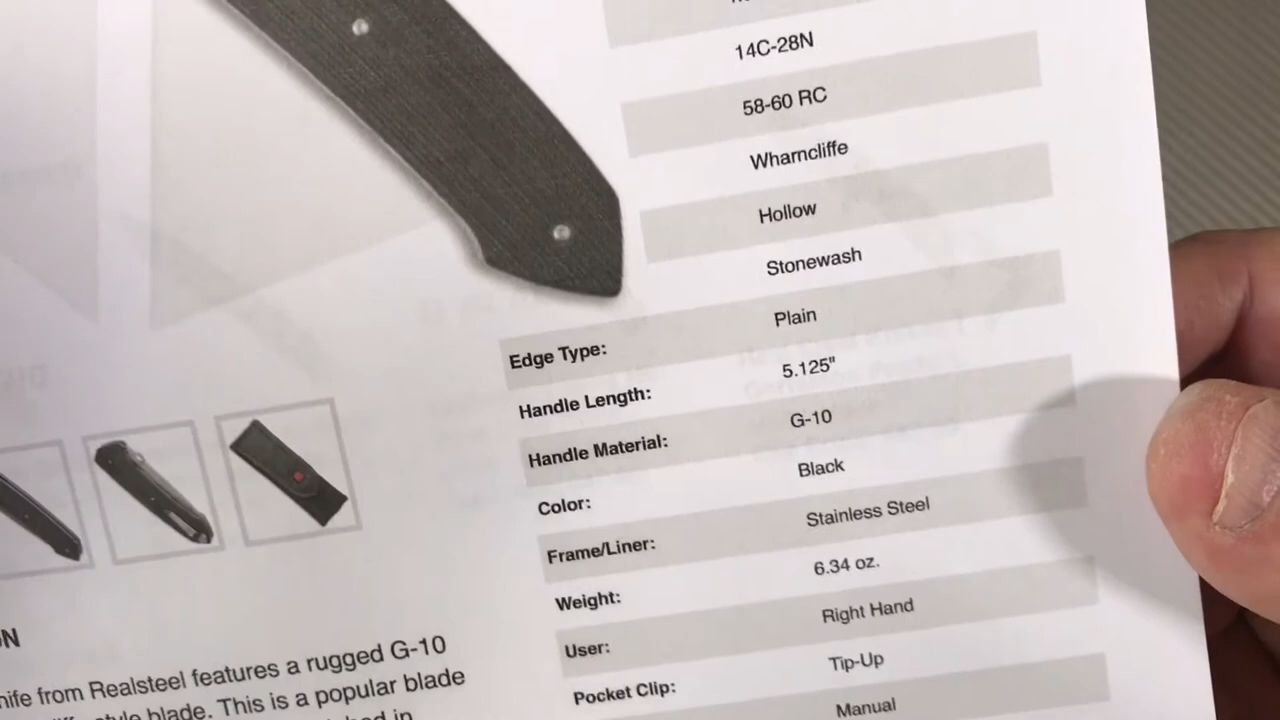 14C-28N
58-60 RC
Wharncliffe
Hollow
Stonewash
Edge Type: Plain
Handle Length: 5.125"
Handle Material: G-10
Color: Black
Frame/Liner: Stainless Steel
Weight: 6.34 oz.
User: Right Hand
Pocket Clip: Tip-Up
Manual
from Realsteel features a rugged G-10
style blade. This is a popular blade
in